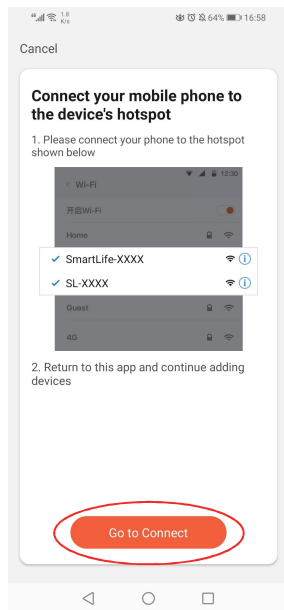 1.8
K/s
64%
16:58
Cancel
Connect your mobile phone to
the device's hotspot
1. Please connect your phone to the hotspot
shown below
12:30
Wi-Fi
开启Wi-Fi
Home
SmartLife-XXXX
SL-XXXX
Guest
4G
2. Return to this app and continue adding
devices
Go to Connect